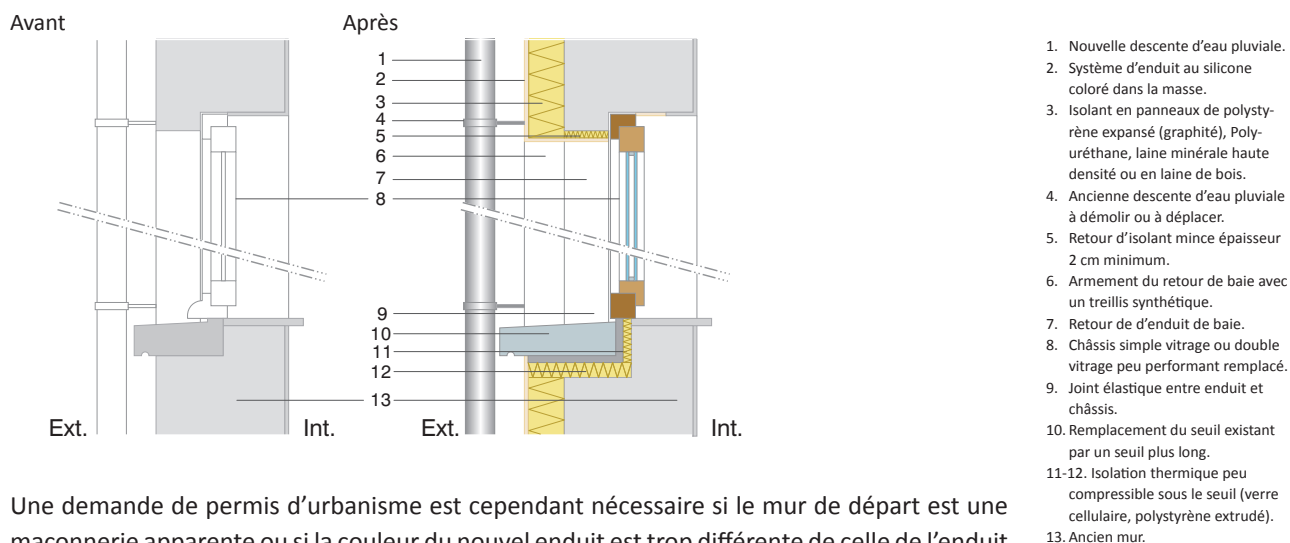 Avant
Après
1
2
3
4
5
6
7
8
9
10
11
12
13
Ext.
Int.
Ext.
Int.
1. Nouvelle descente d'eau pluviale.
2. Système d'enduit au silicone
coloré dans la masse.
3. Isolant en panneaux de polysty-
rène expansé (graphité), Poly-
uréthane, laine minérale haute
densité ou en laine de bois.
4. Ancienne descente d'eau pluviale
à démolir ou à déplacer.
5. Retour d'isolant mince épaisseur
2 cm minimum.
6. Armement du retour de baie avec
un treillis synthétique.
7. Retour de d'enduit de baie.
8. Châssis simple vitrage ou double
vitrage peu performant remplacé.
9. Joint élastique entre enduit et
châssis.
10. Remplacement du seuil existant
par un seuil plus long.
11-12. Isolation thermique peu
compressible sous le seuil (verre
cellulaire, polystyrène extrudé).
13. Ancien mur.
Une demande de permis d'urbanisme est cependant nécessaire si le mur de départ est une
maçonnerie apparente ou si la couleur du nouvel enduit est trop différente de celle de l'enduit